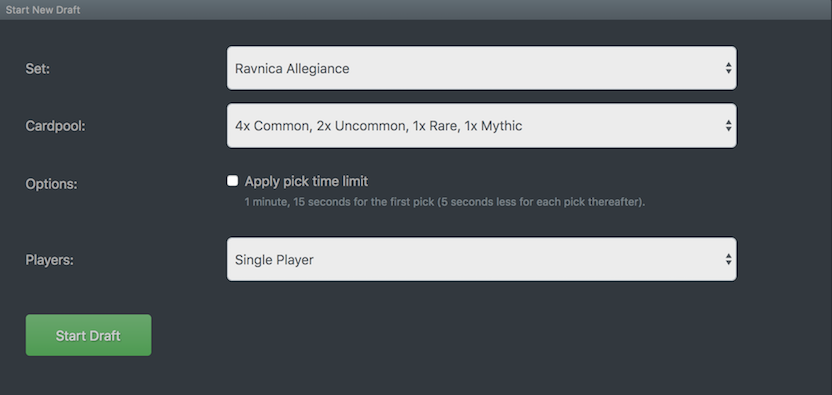 Start New Draft
Set:
Ravnica Allegiance
Cardpool:
4x Common, 2x Uncommon, 1x Rare, 1x Mythic
Options:
Apply pick time limit
1 minute, 15 seconds for the first pick (5 seconds less for each pick thereafter).
Players:
Single Player
Start Draft